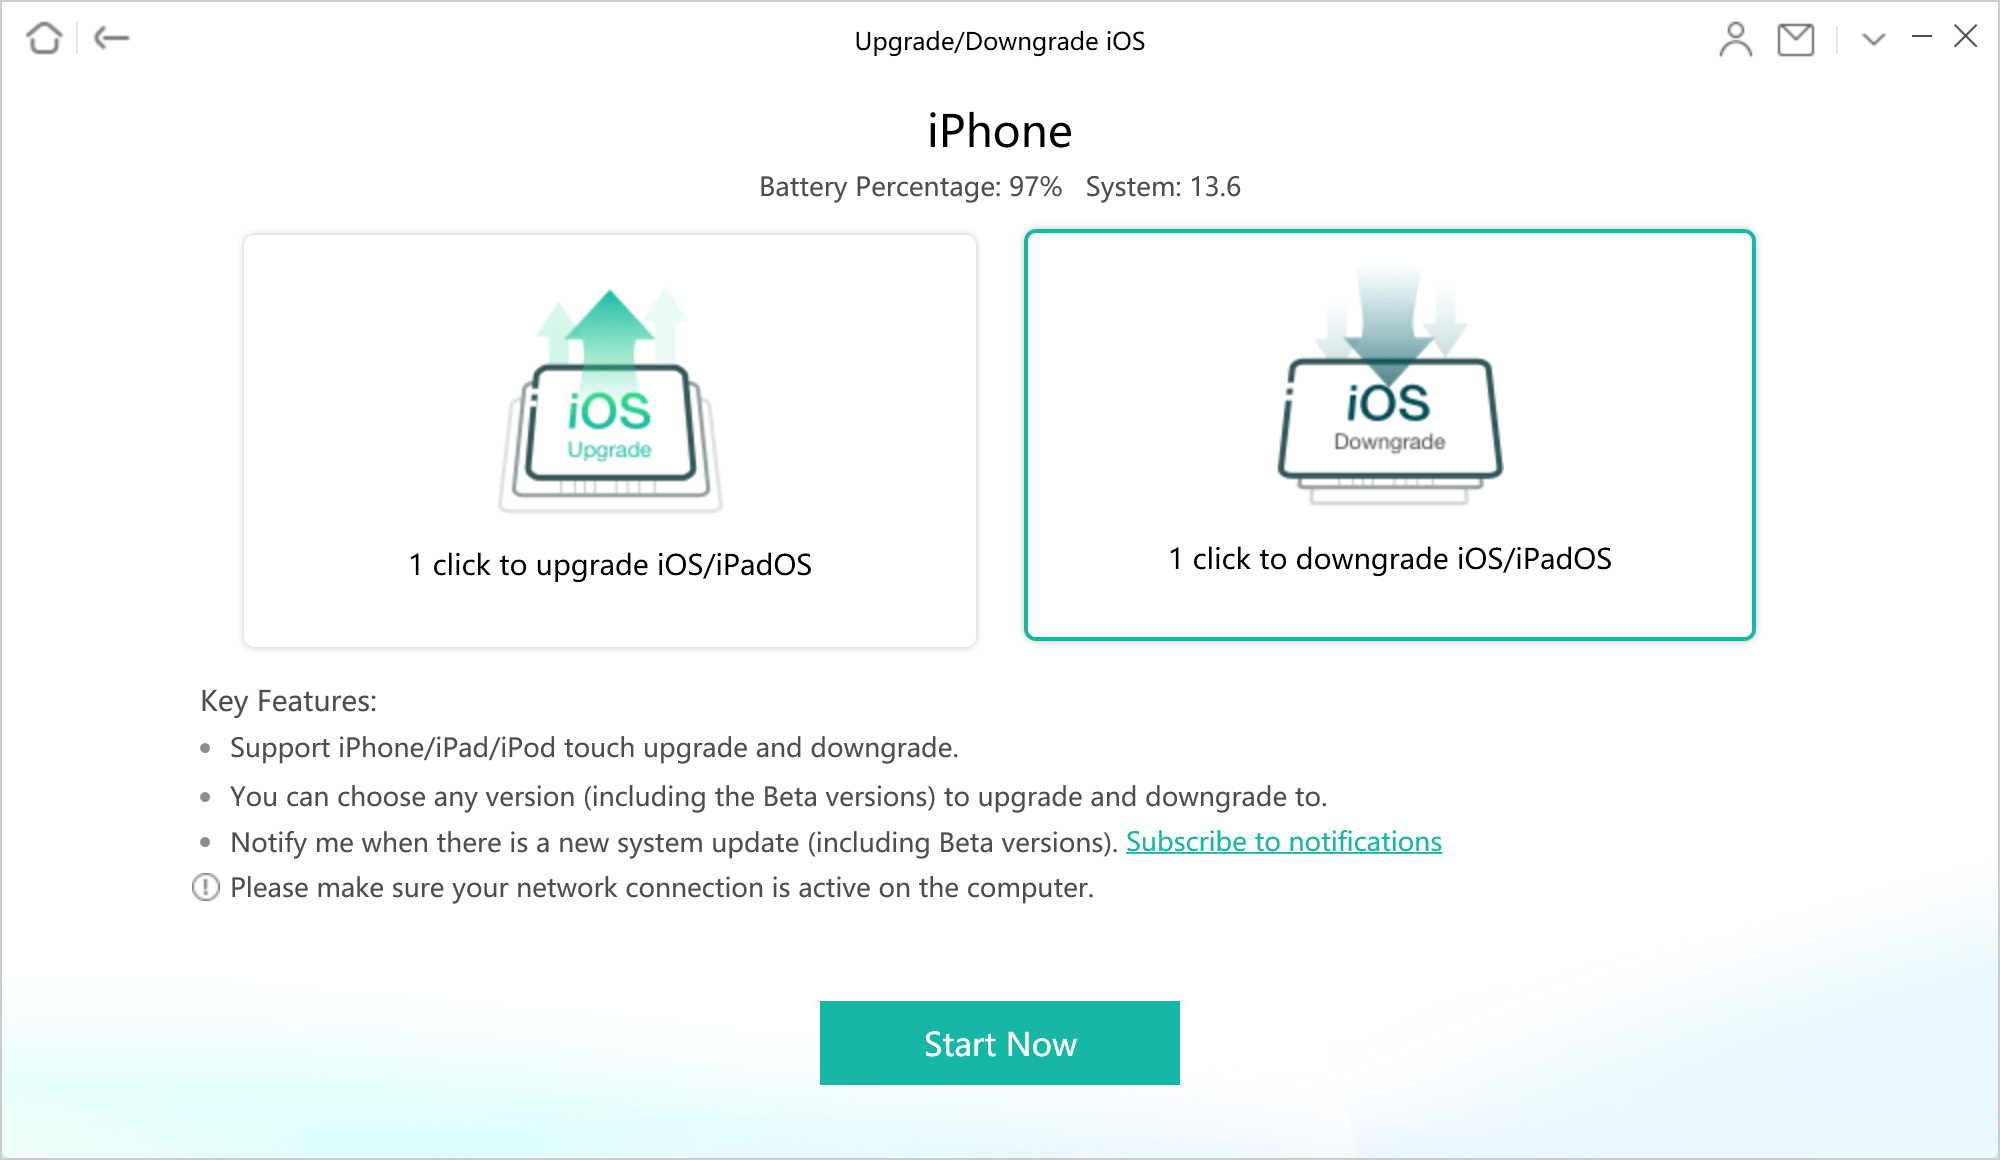 Upgrade/Downgrade iOS
iPhone
Battery Percentage: 97% System: 13.6
iOS
Upgrade
1 click to upgrade iOS/iPadOS
iOS
Downgrade
1 click to downgrade iOS/iPadOS
Key Features:
Support iPhone/iPad/iPod touch upgrade and downgrade.
You can choose any version (including the Beta versions) to upgrade and downgrade to.
Notify me when there is a new system update (including Beta versions). Subscribe to notifications
Please make sure your network connection is active on the computer.
Start Now